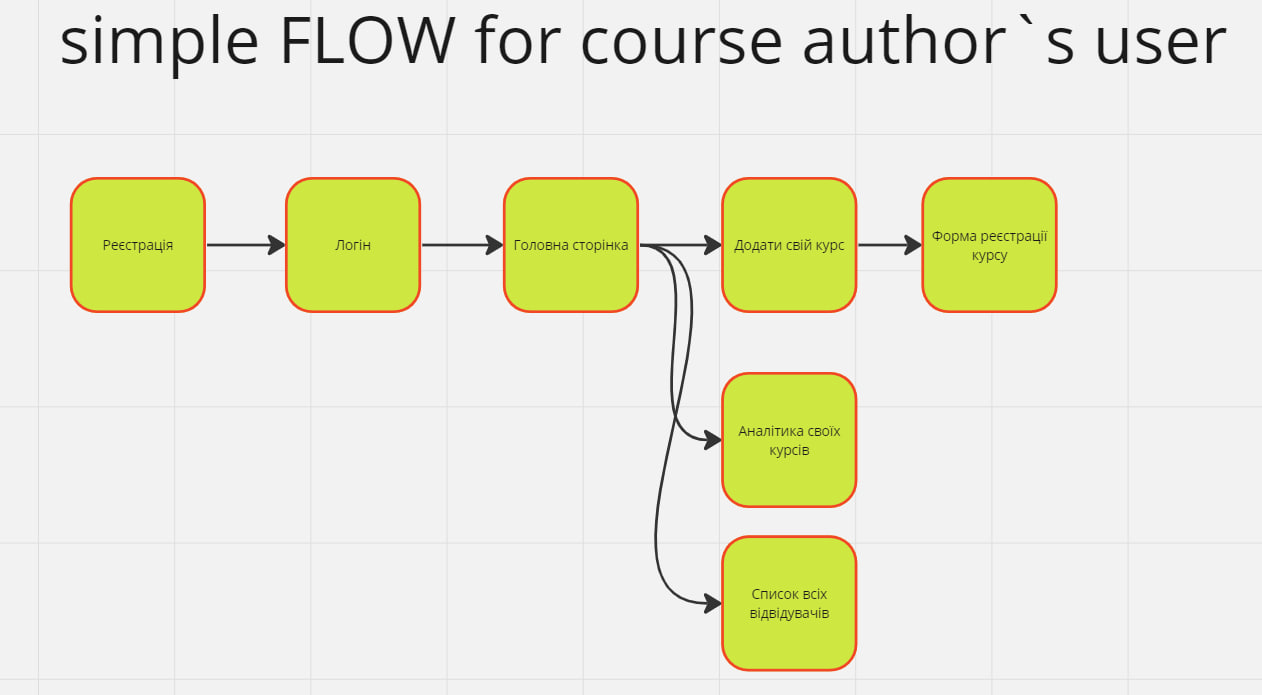 simple FLOW for course author`s user
Реєстрація
Логін
Головна сторінка
Додати свій курс
Форма реєстрації
курсу
Аналітика своїх
курсів
Список всіх
відвідувачів